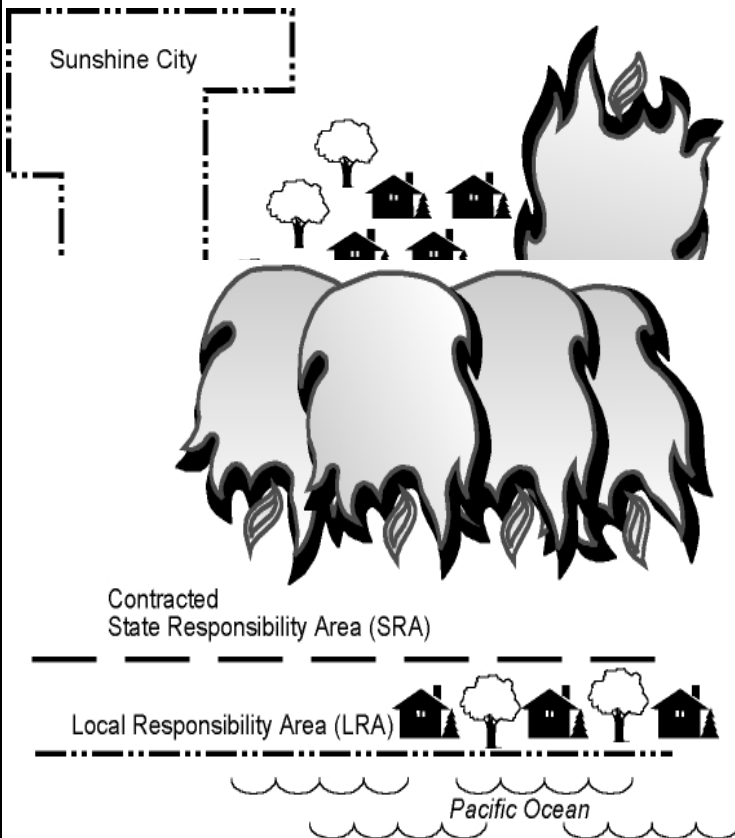 Sunshine City
Contracted
State Responsibility Area (SRA)
Local Responsibility Area (LRA)
Pacific Ocean